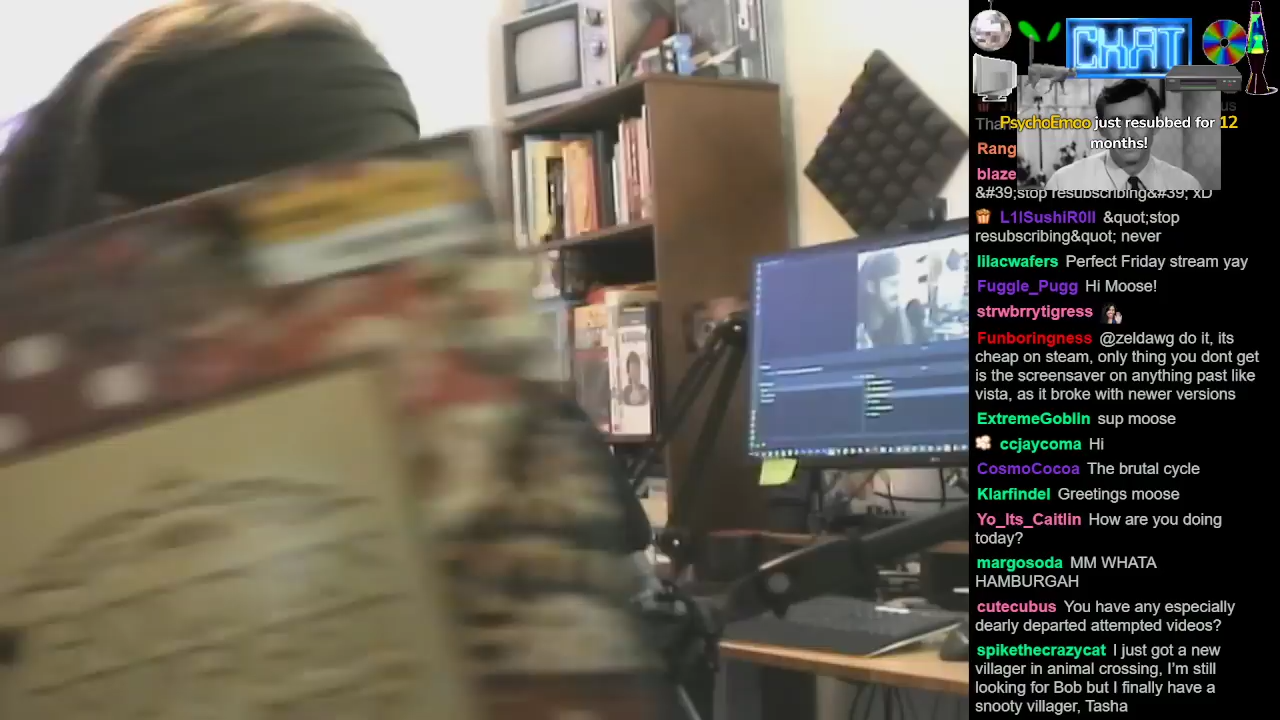 CHAT
PsychoEmoo just resubbed for 12
months!
Rang
blaze
&#39;stop resubscribing&#39; xD
L1lSushiR0ll &quot;stop
resubscribing&quot; never
lilacwafers Perfect Friday stream yay
Fuggie_Pugg Hi Moose!
strwbrrytigress
Funboringness @zeldawg do it, its
cheap on steam, only thing you dont get
is the screensaver on anything past like
vista, as it broke with newer versions
ExtremeGoblin sup moose
ccjaycoma Hi
CosmoCocoa The brutal cycle
Klarfindel Greetings moose
Yo_Its_Caitlin How are you doing
today?
margosoda MM WHATA
HAMBURGAH
cutecubus You have any especially
dearly departed attempted videos?
spikethecrazycat I just got a new
villager in animal crossing, I'm still
looking for Bob but I finally have a
snooty villager, Tasha